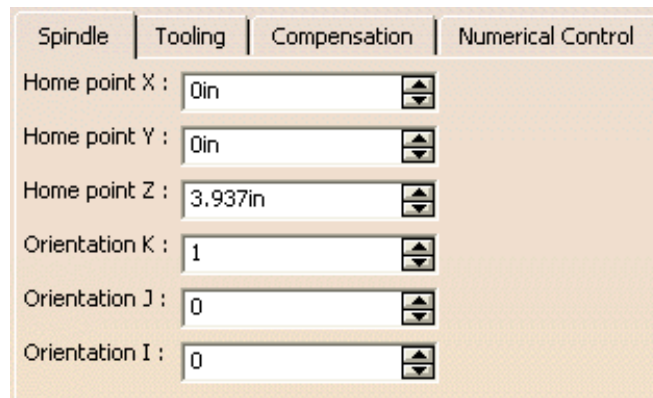 Spindle Tooling Compensation Numerical Control
Home point X : 0in
Home point Y : 0in
Home point Z : 3.937in
Orientation K : 1
Orientation J : 0
Orientation I : 0